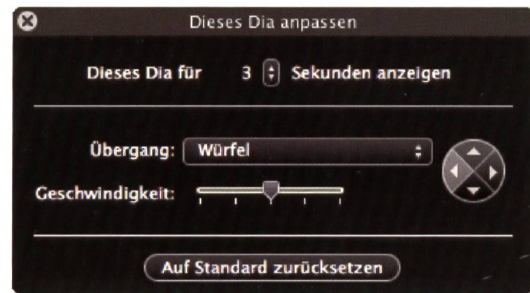 Dieses Dia anpassen
Dieses Dia für 3 Sekunden anzeigen
Übergang: Würfel
Geschwindigkeit:
Auf Standard zurücksetzen